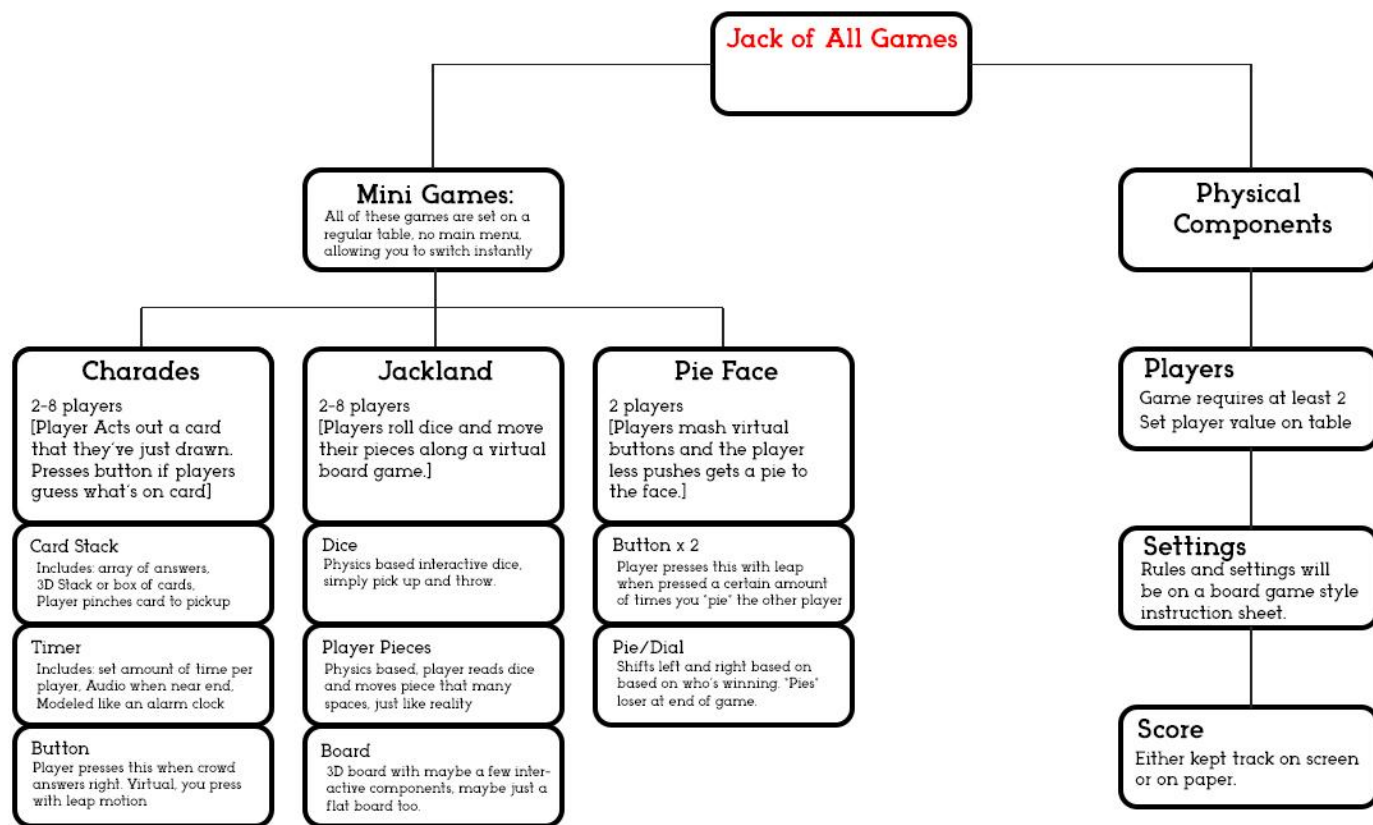 Jack of All Games
Mini Games:
All of these games are set on a
regular table, no main menu,
allowing you to switch instantly
Physical
Components
Charades
2-8 players
[Player Acts out a card
that they've just drawn.
Presses button if players
guess what's on card]
Card Stack
Includes: array of answers,
3D Stack or box of cards,
Player pinches card to pickup
Timer
Includes: set amount of time per
player, Audio when near end,
Modeled like an alarm clock
Button
Player presses this when crowd
answers right. Virtual, you press
with leap motion
Jackland
2-8 players
[Players roll dice and move
their pieces along a virtual
board game.]
Dice
Physics based interactive dice,
simply pick up and throw.
Player Pieces
Physics based, player reads dice
and moves piece that many
spaces, just like reality
Board
3D board with maybe a few inter-
active components, maybe just a
flat board too.
Pie Face
2 players
[Players mash virtual
buttons and the player
less pushes gets a pie to
the face.]
Button x 2
Player presses this with leap
when pressed a certain amount
of times you "pie" the other player
Pie/Dial
Shifts left and right based on
based on who's winning. "Pies"
loser at end of game.
Players
Game requires at least 2
Set player value on table
Settings
Rules and settings will
be on a board game style
instruction sheet.
Score
Either kept track on screen
or on paper.